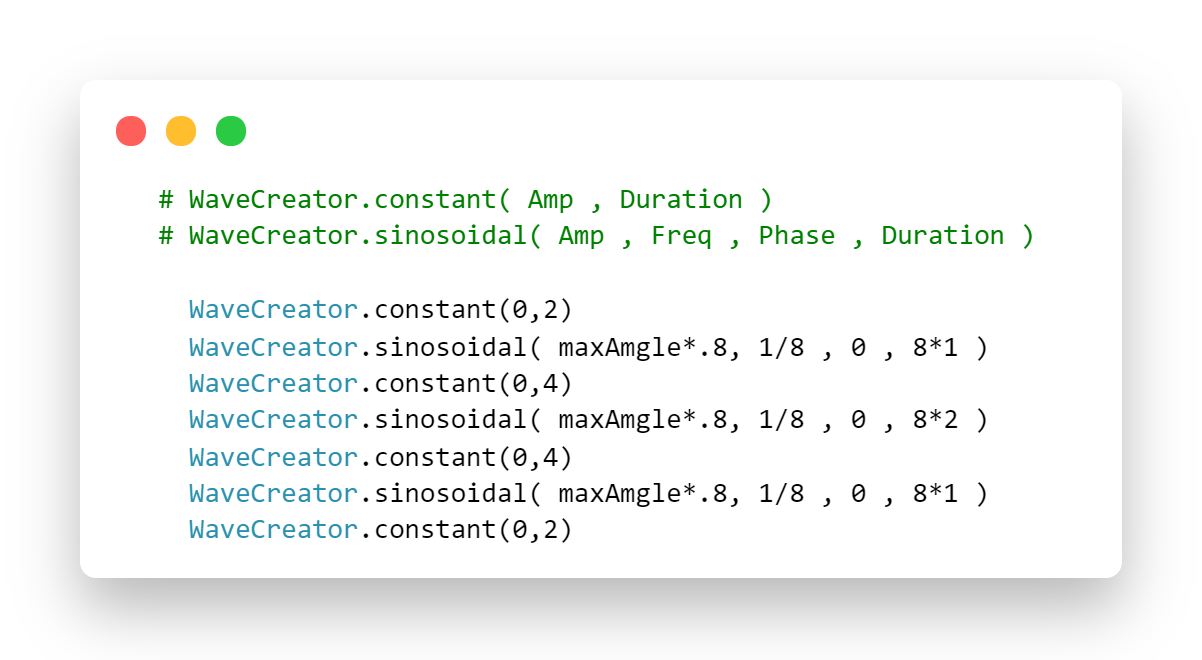 # WaveCreator.constant( Amp , Duration )
# WaveCreator.sinosoidal( Amp , Freq , Phase , Duration )
WaveCreator.constant(0,2)
WaveCreator.sinosoidal( maxAmgle*.8, 1/8 , 0 , 8*1 )
WaveCreator.constant(0,4)
WaveCreator.sinosoidal( maxAmgle*.8, 1/8 , 0 , 8*2 )
WaveCreator.constant(0,4)
WaveCreator.sinosoidal( maxAmgle*.8, 1/8 , 0 , 8*1 )
WaveCreator.constant(0,2)